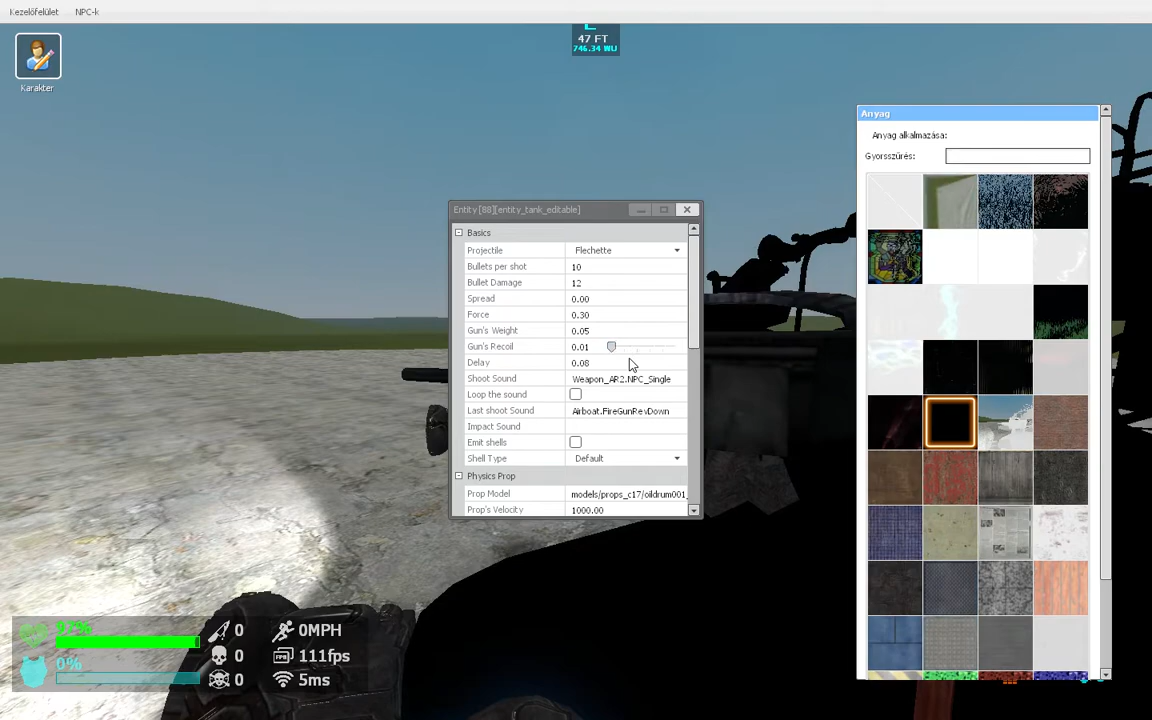 Kezelőfelület NPC-k
47 FT
746.34 WU
Karakter
Entity [88][entity_tank_editable]
Basics
Projectile Flechette
Bullets per shot 10
Bullet Damage 12
Spread 0.00
Force 0.30
Gun's Weight 0.05
Gun's Recoil 0.01
Delay 0.08
Shoot Sound Weapon_AR2.NPC_Single
Loop the sound
Last shoot Sound Airboat.FireGunRevDown
Impact Sound
Emit shells
Shell Type Default
Physics Prop
Prop Model models/props_c17/oildrum001_
Prop's Velocity 1000.00
Anyag
Anyag alkalmazása:
Gyorsszűrés:
97% 0 0MPH
0 111fps
0% 0 5ms